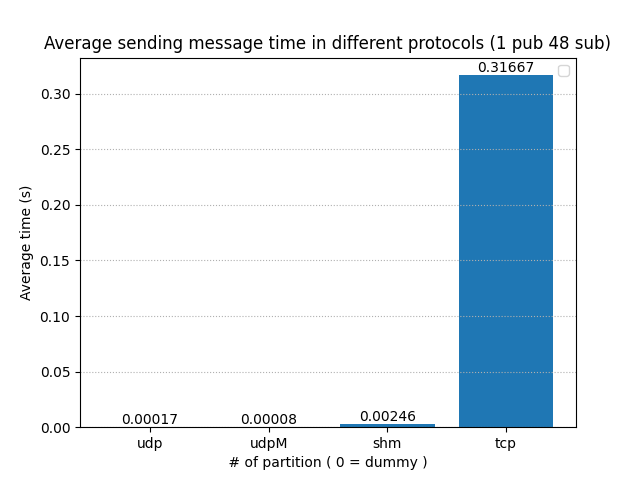 Average sending message time in different protocols (1 pub 48 sub)
0.31667
0.30
0.25
0.20
0.15
0.10
0.05
0.00
Average time (s)
0.00017
0.00008
0.00246
udp
udpM
shm
tcp
# of partition ( 0 = dummy )